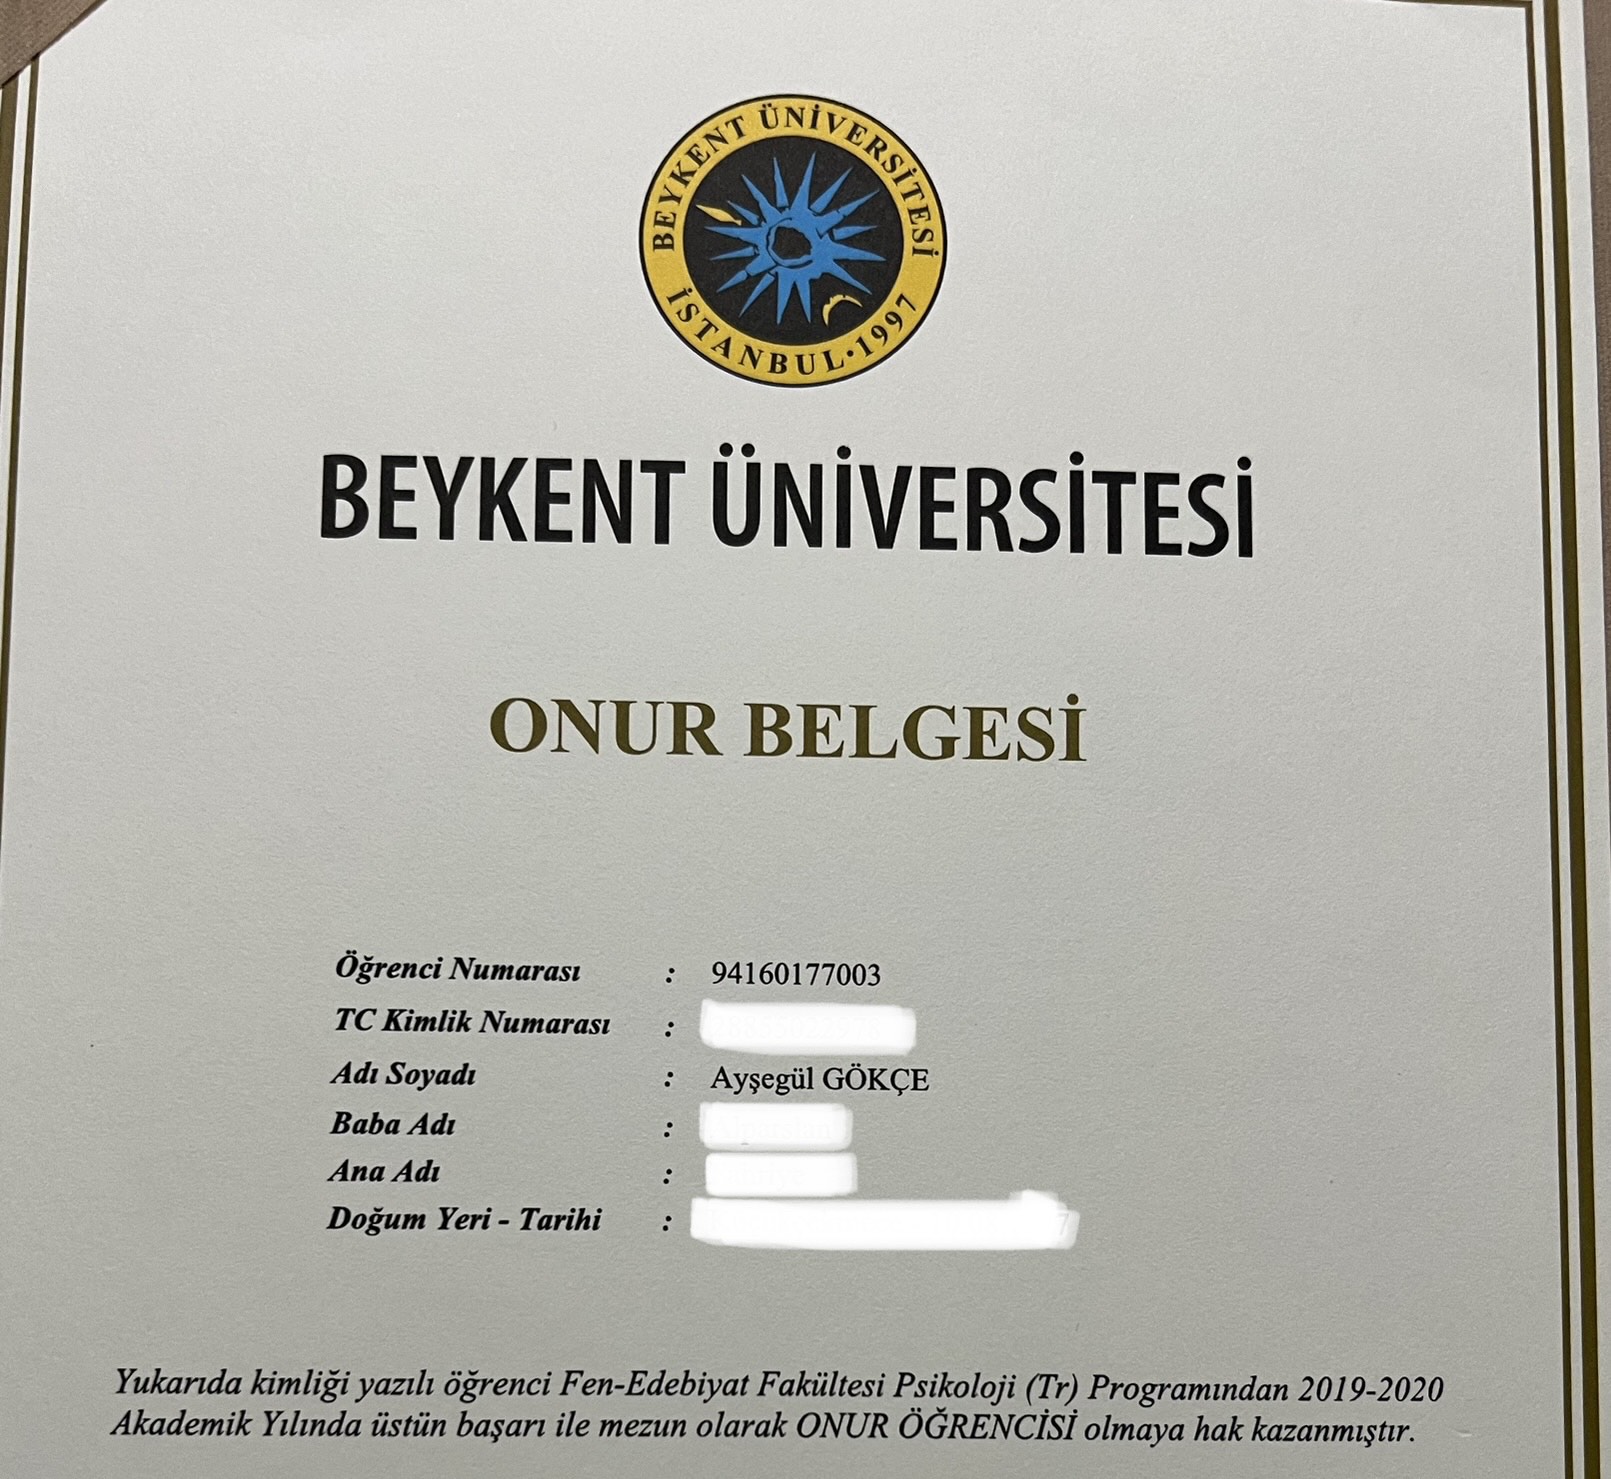 BEYKENT ÜNİVERSİTESİ
İSTANBUL·1997
BEYKENT ÜNİVERSİTESİ
ONUR BELGESİ
Öğrenci Numarası : 94160177003
TC Kimlik Numarası :
Adı Soyadı : Ayşegül GÖKÇE
Baba Adı :
Ana Adı :
Doğum Yeri - Tarihi :
Yukarıda kimliği yazılı öğrenci Fen-Edebiyat Fakültesi Psikoloji (Tr) Programından 2019-2020
Akademik Yılında üstün başarı ile mezun olarak ONUR ÖĞRENCİSİ olmaya hak kazanmıştır.